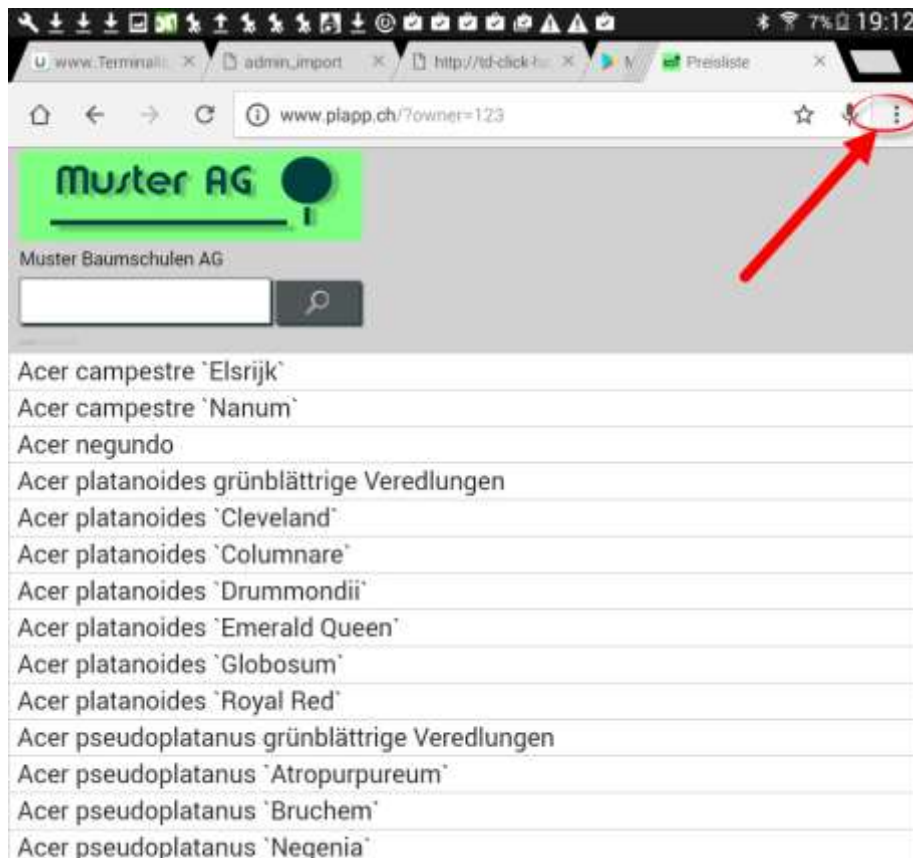 7% 19:12
www.Terminal admin_import http://td-click-h Preisliste
www.plapp.ch/?owner=123
Muster AG
Muster Baumschulen AG
Acer campestre `Elsrijk`
Acer campestre `Nanum`
Acer negundo
Acer platanoides grünblättrige Veredlungen
Acer platanoides `Cleveland`
Acer platanoides `Columnare`
Acer platanoides `Drummondii`
Acer platanoides `Emerald Queen`
Acer platanoides `Globosum`
Acer platanoides `Royal Red`
Acer pseudoplatanus grünblättrige Veredlungen
Acer pseudoplatanus `Atropurpureum`
Acer pseudoplatanus `Bruchem`
Acer pseudoplatanus `Negenia`